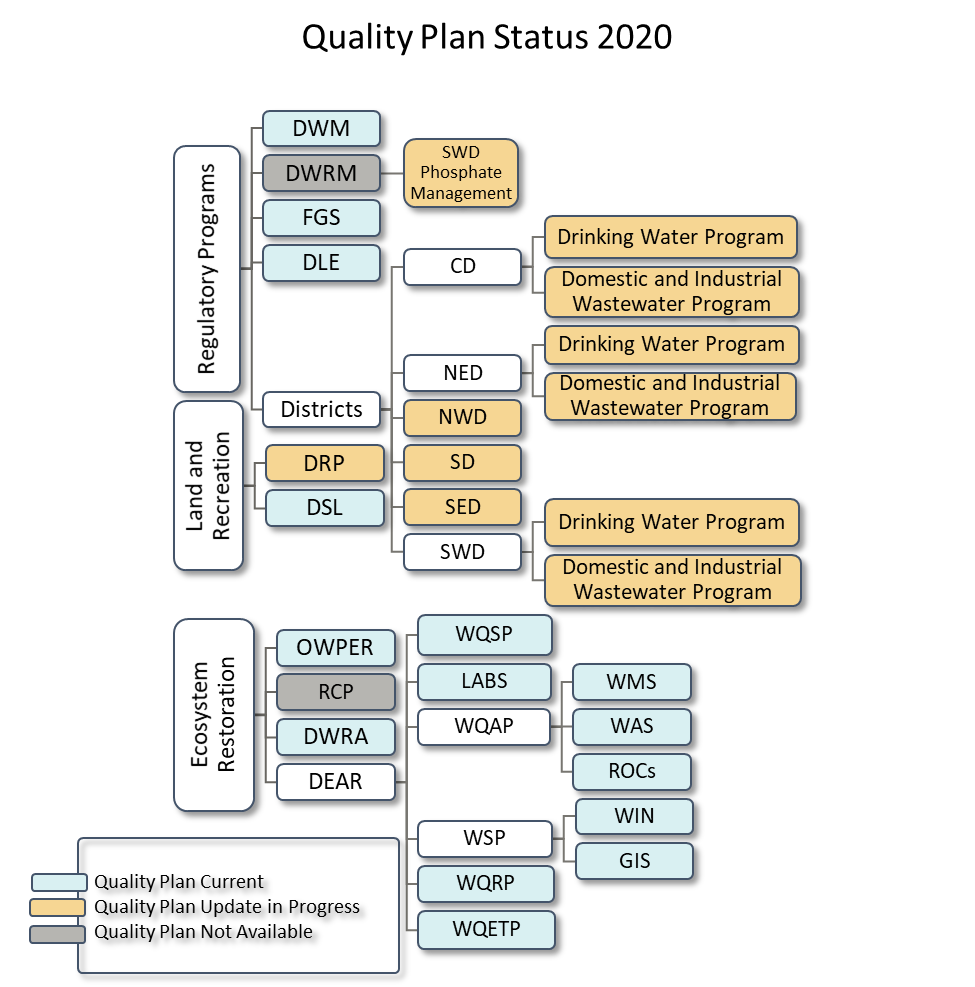 Quality Plan Status 2020
Regulatory Programs
DWM
DWRM
SWD
Phosphate
Management
FGS
DLE
Districts
CD
Drinking Water Program
Domestic and Industrial
Wastewater Program
NED
Drinking Water Program
Domestic and Industrial
Wastewater Program
NWD
SD
SED
SWD
Drinking Water Program
Domestic and Industrial
Wastewater Program
Land and
Recreation
DRP
DSL
Ecosystem
Restoration
OWPER
RCP
DWRA
DEAR
WQSP
LABS
WQAP
WMS
WAS
ROCs
WSP
WIN
GIS
WQRP
WQETP
Quality Plan Current
Quality Plan Update in Progress
Quality Plan Not Available